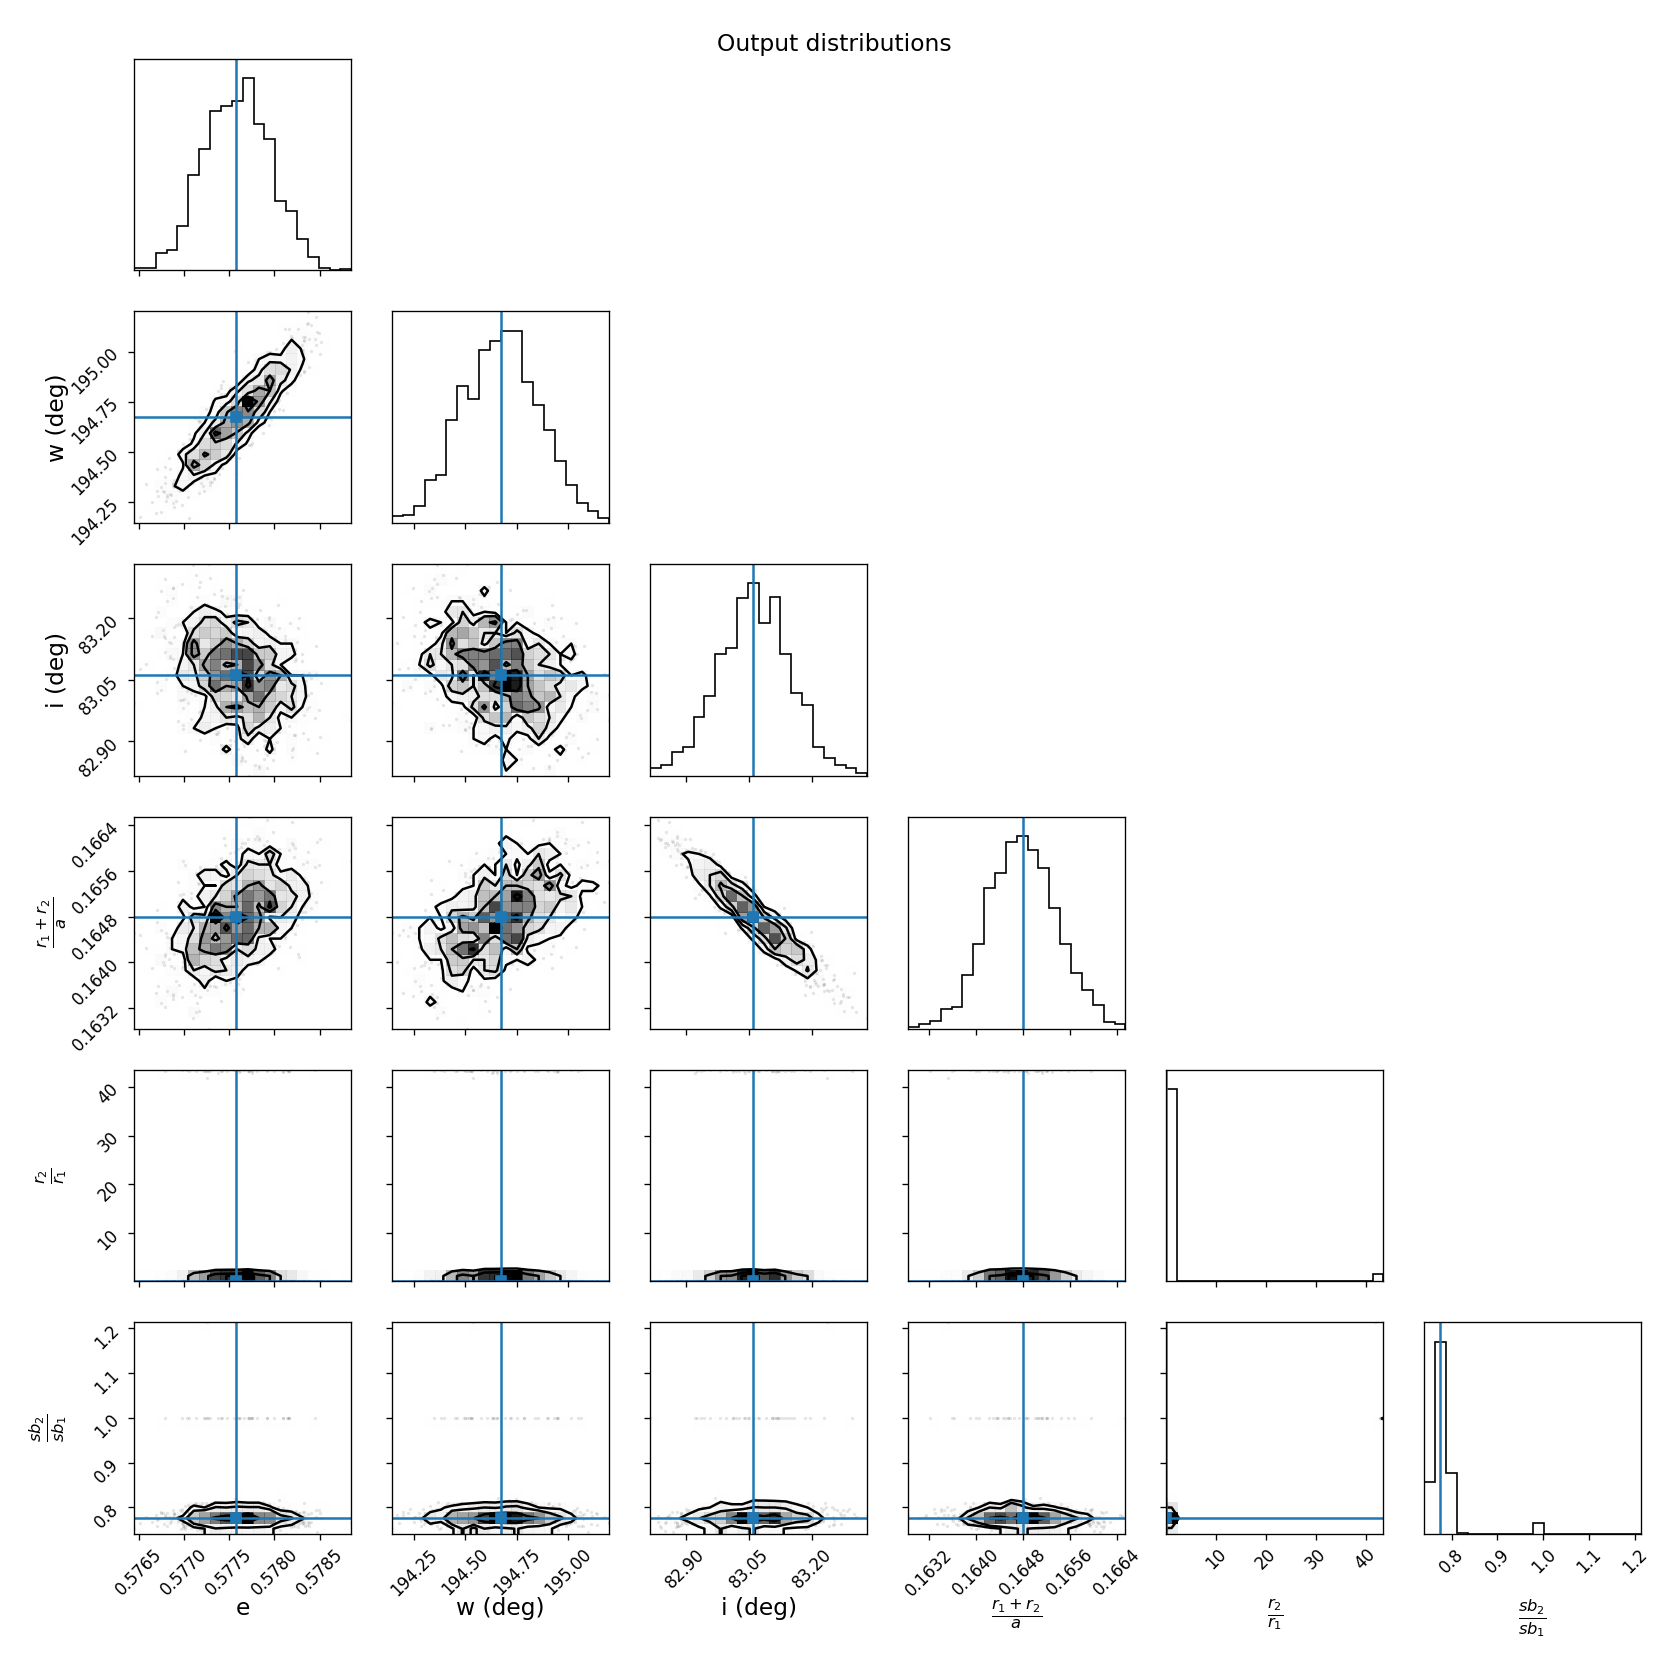 Output distributions
w (deg)
195.00
194.75
194.50
194.25
i (deg)
83.20
83.05
82.90
r₁ + r₂
a
0.1664
0.1656
0.1648
0.1640
0.1632
r₂
r₁
40
30
20
10
sb₂
sb₁
1.2
1.1
1.0
0.9
0.8
0.5765 0.5770 0.5775 0.5780 0.5785 194.25 194.50 194.75 195.00 82.90 83.05 83.20 0.1632 0.1640 0.1648 0.1656 0.1664 10 20 30 40 0.8 0.9 1.0 1.1 1.2
e w (deg) i (deg) r₁ + r₂ r₂ sb₂
a r₁ sb₁